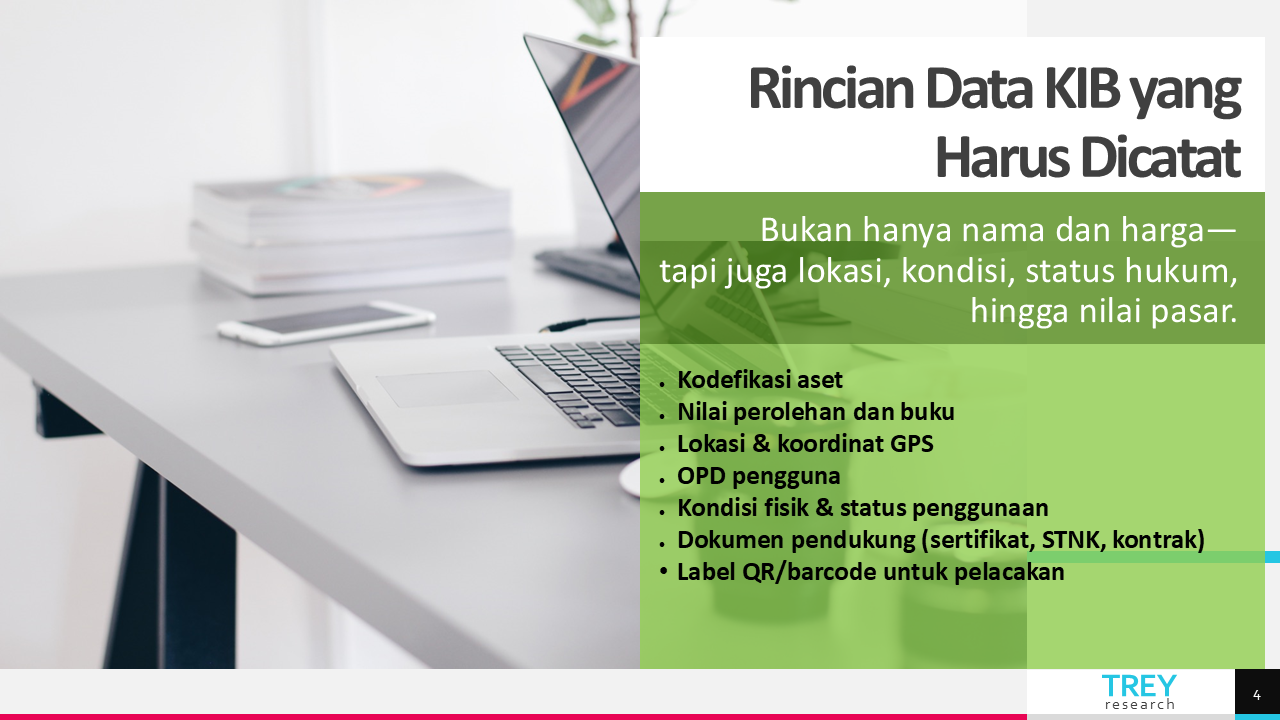 Rincian Data KIB yang
Harus Dicatat
Bukan hanya nama dan harga—
tapi juga lokasi, kondisi, status hukum,
hingga nilai pasar.
• Kodefikasi aset
• Nilai perolehan dan buku
• Lokasi & koordinat GPS
• OPD pengguna
• Kondisi fisik & status penggunaan
• Dokumen pendukung (sertifikat, STNK, kontrak)
• Label QR/barcode untuk pelacakan
TREY
research
4